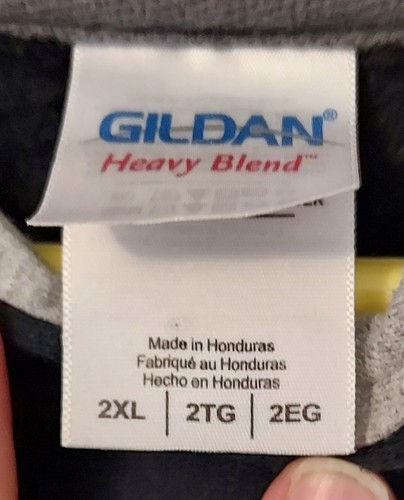 GILDAN®
Heavy Blend™
Made in Honduras
Fabriqué au Honduras
Hecho en Honduras
2XL | 2TG | 2EG